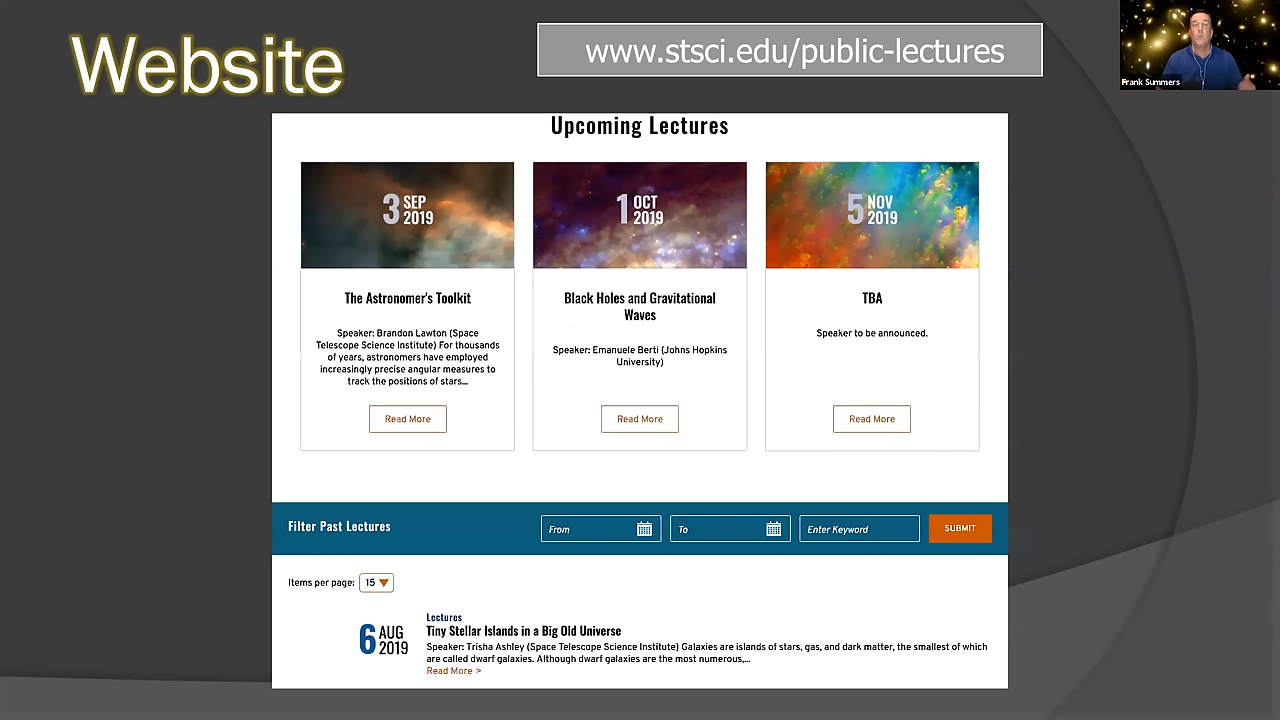 Website
www.stsci.edu/public-lectures
Frank Summers
Upcoming Lectures
3 SEP
2019
The Astronomer's Toolkit
Speaker: Brandon Lawton (Space
Telescope Science Institute) For thousands
of years, astronomers have employed
increasingly precise angular measures to
track the positions of stars...
Read More
1 OCT
2019
Black Holes and Gravitational
Waves
Speaker: Emanuele Berti (Johns Hopkins
University)
Read More
5 NOV
2019
TBA
Speaker to be announced.
Read More
Filter Past Lectures
From
To
Enter Keyword
SUBMIT
Items per page: 15
6 AUG
2019
Lectures
Tiny Stellar Islands in a Big Old Universe
Speaker: Trisha Ashley (Space Telescope Science Institute) Galaxies are islands of stars, gas, and dark matter, the smallest of which
are called dwarf galaxies. Although dwarf galaxies are the most numerous,...
Read More >